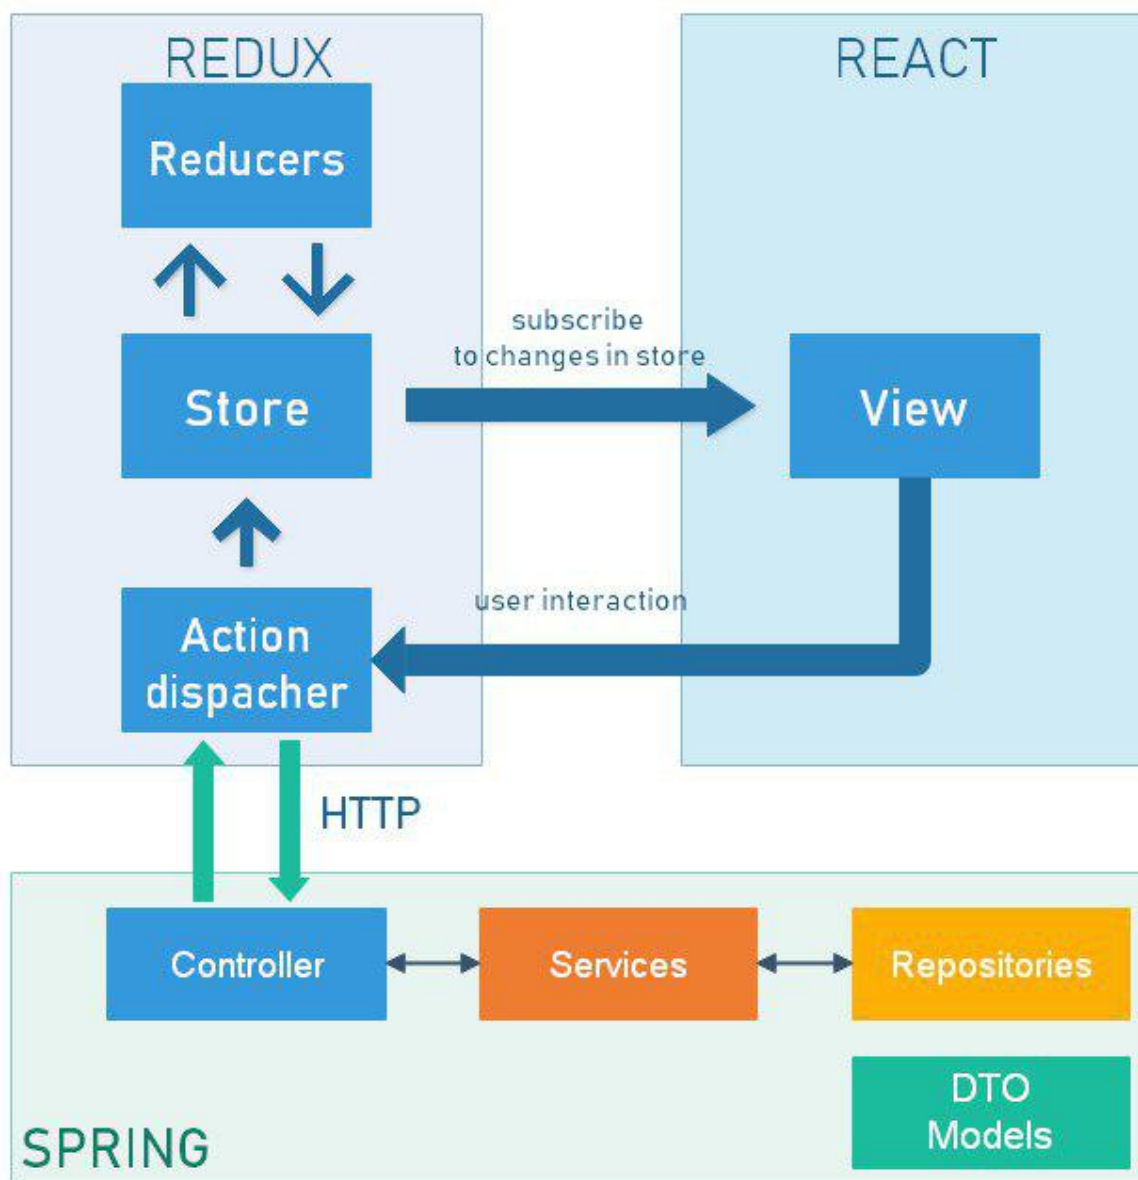 REDUX
REACT
Reducers
subscribe
to changes in store
Store
View
user interaction
Action
dispacher
HTTP
Controller
Services
Repositories
DTO
Models
SPRING